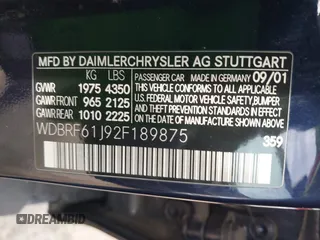 MFD BY DAIMLERCHRYSLER AG STUTTGART
KG LBS PASSENGER CAR MADE IN GERMANY 09/01
GVWR 1975 4350 THIS VEHICLE CONFORMS TO ALL APPLICABLE
GAWR FRONT 965 2125 U.S. FEDERAL MOTOR VEHICLE SAFETY, BUMPER
GAWR REAR 1010 2225 AND THEFT PREVENTION STANDARDS IN EFFECT ON THE DATE OF MANUFACTURE SHOWN ABOVE
WDBRF61J92F189875
359
DREAMBID